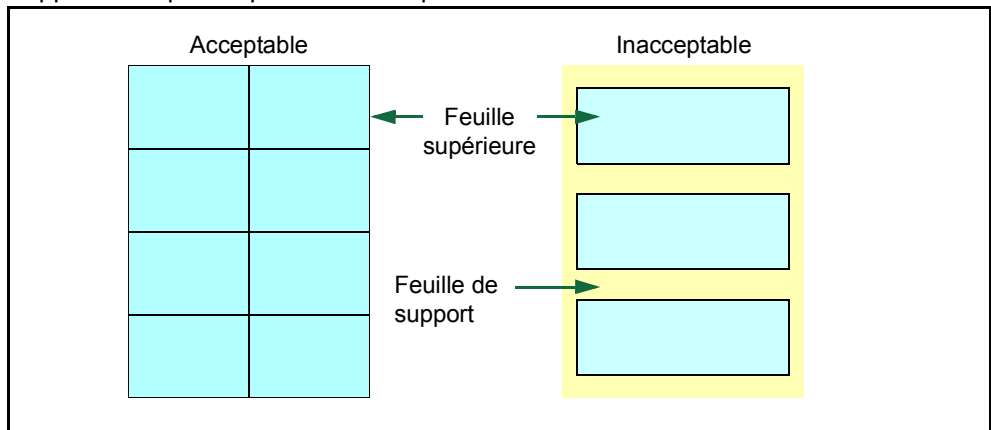 Acceptable
Inacceptable
Feuille
supérieure
Feuille de
support